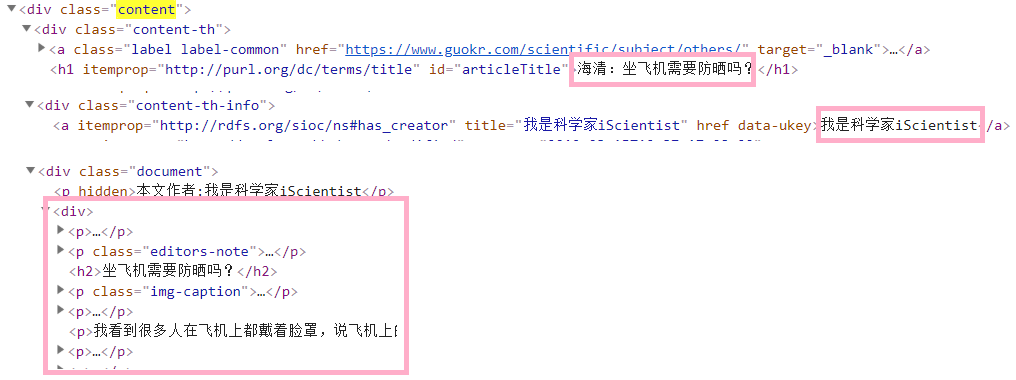 ▼<div class="content">
▼<div class="content-th">
▶<a class="label label-common" href="https://www.guokr.com/scientific/subject/others/" target="_blank">…</a>
<h1 itemprop="http://purl.org/dc/terms/title" id="articleTitle">海清：坐飞机需要防晒吗？</h1>
▼<div class="content-th-info">
<a itemprop="http://rdfs.org/sioc/ns#has_creator" title="我是科学家iScientist" href data-ukey>我是科学家iScientist</a>
▼<div class="document">
<p hidden>本文作者:我是科学家iScientist</p>
▼<div>
▶<p>…</p>
▶<p class="editors-note">…</p>
<h2>坐飞机需要防晒吗？</h2>
▶<p class="img-caption">…</p>
▶<p>…</p>
<p>我看到很多人在飞机上都戴着脸罩，说飞机上的
▶<p>…</p>